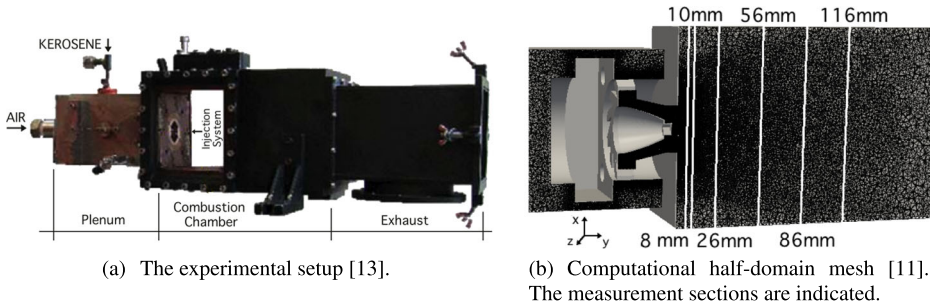 KEROSENE
AIR
Injection
System
Plenum
Combustion
Chamber
Exhaust
(a) The experimental setup [13].
10mm 56mm 116mm
x
z y
8 mm 26mm 86mm
(b) Computational half-domain mesh [11].
The measurement sections are indicated.